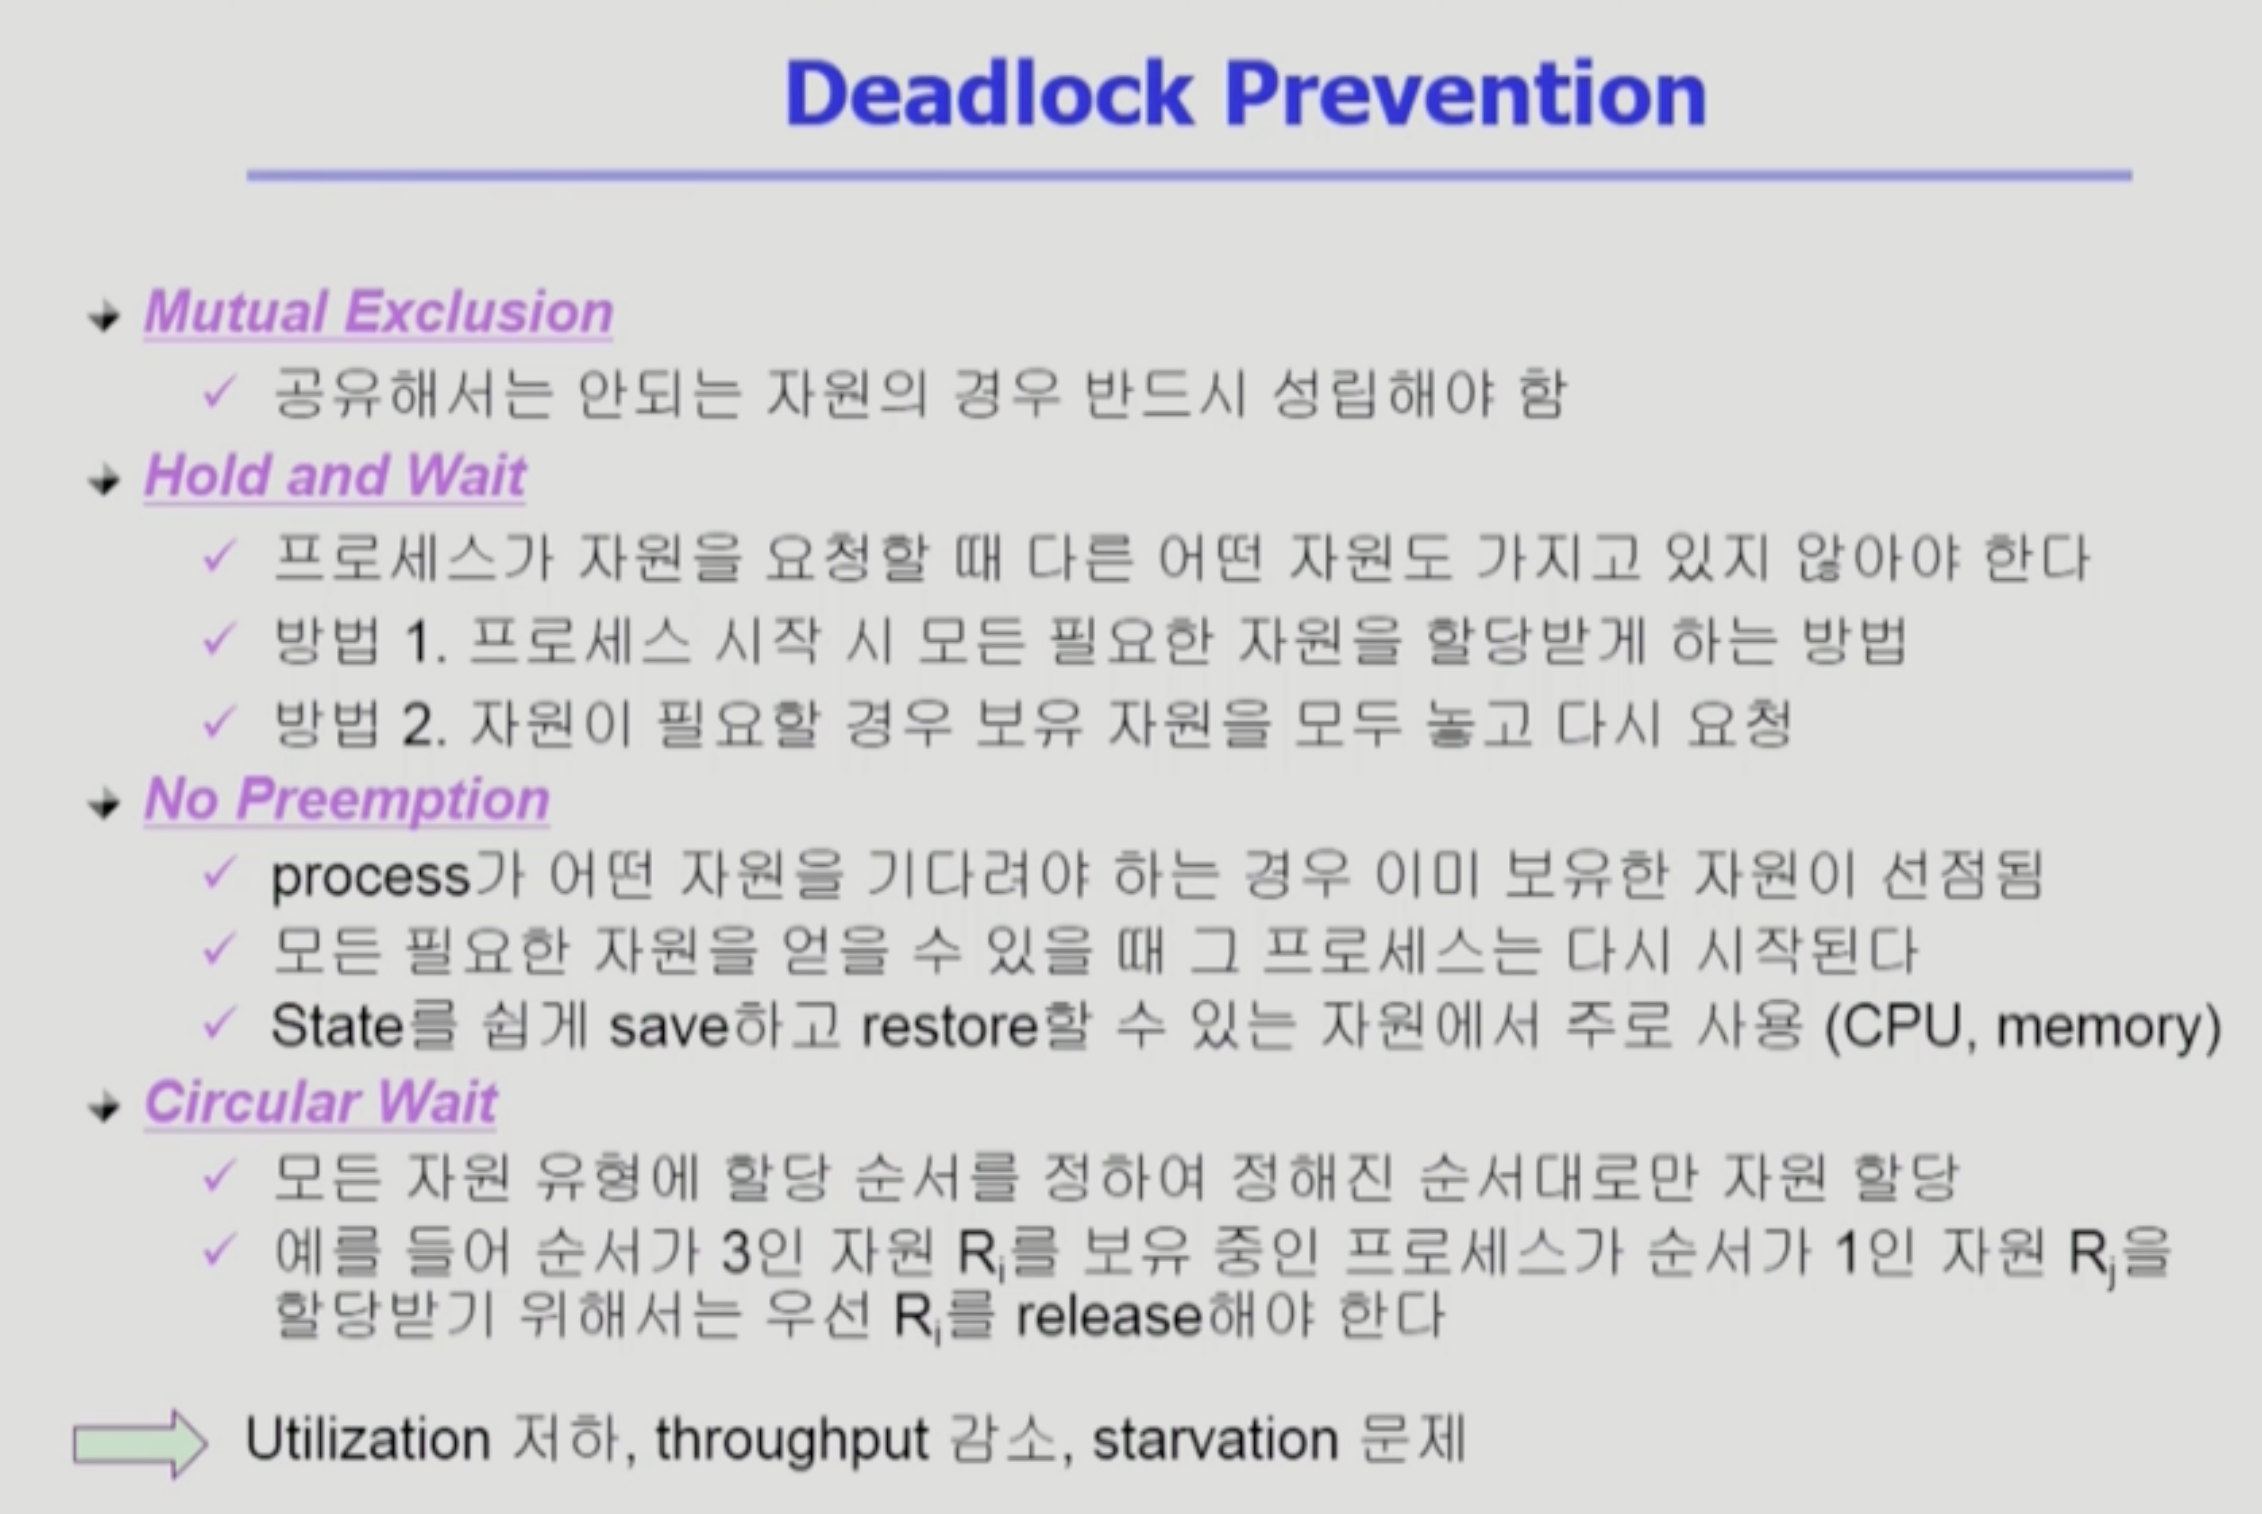 Deadlock Prevention
Mutual Exclusion
공유해서는 안되는 자원의 경우 반드시 성립해야 함
Hold and Wait
프로세스가 자원을 요청할 때 다른 어떤 자원도 가지고 있지 않아야 한다
방법 1. 프로세스 시작 시 모든 필요한 자원을 할당받게 하는 방법
방법 2. 자원이 필요할 경우 보유 자원을 모두 놓고 다시 요청
No Preemption
process가 어떤 자원을 기다려야 하는 경우 이미 보유한 자원이 선점됨
모든 필요한 자원을 얻을 수 있을 때 그 프로세스는 다시 시작된다
State를 쉽게 save하고 restore할 수 있는 자원에서 주로 사용 (CPU, memory)
Circular Wait
모든 자원 유형에 할당 순서를 정하여 정해진 순서대로만 자원 할당
예를 들어 순서가 3인 자원 Ri를 보유 중인 프로세스가 순서가 1인 자원 Rj을
할당받기 위해서는 우선 Ri를 release해야 한다
Utilization 저하, throughput 감소, starvation 문제